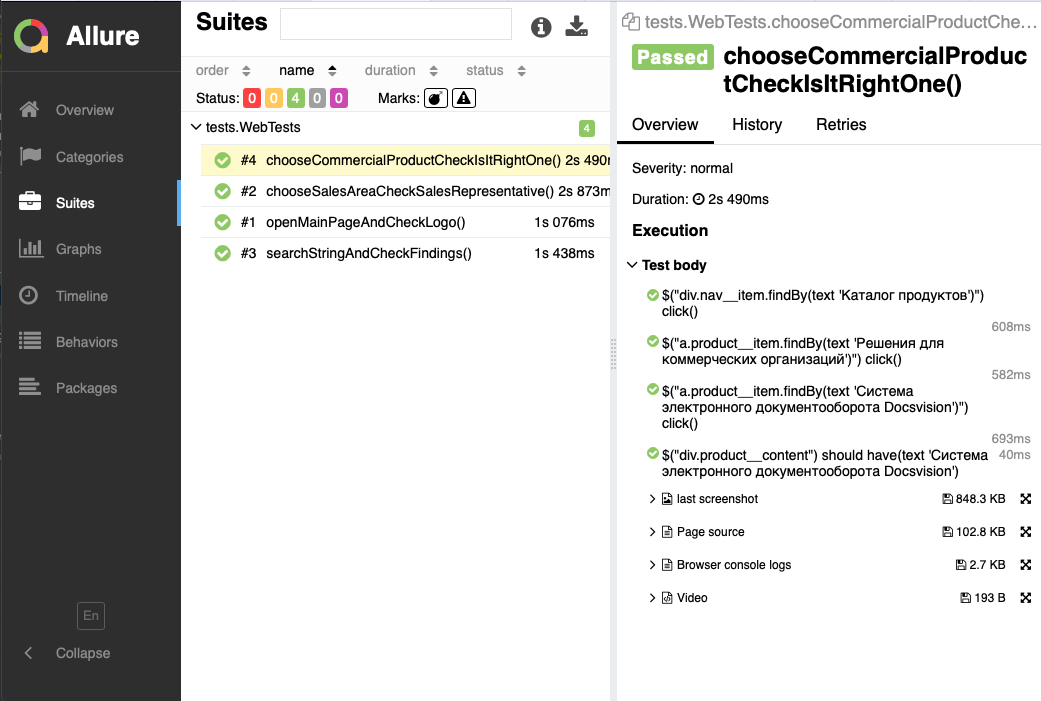 Allure
Overview
Categories
Suites
Graphs
Timeline
Behaviors
Packages
En
Collapse
Suites
order name duration status
Status: 0 0 4 0 0 Marks:
tests.WebTests 4
#4 chooseCommercialProductCheckIsItRightOne() 2s 490m
#2 chooseSalesAreaCheckSalesRepresentative() 2s 873m
#1 openMainPageAndCheckLogo() 1s 076ms
#3 searchStringAndCheckFindings() 1s 438ms
tests.WebTests.chooseCommercialProductChe...
Passed chooseCommercialProdu
ctCheckIsItRightOne()
Overview History Retries
Severity: normal
Duration: 2s 490ms
Execution
Test body
$("div.nav__item.findBy(text 'Каталог продуктов')")
click()
608ms
$("a.product__item.findBy(text 'Решения для
коммерческих организаций')") click()
582ms
$("a.product__item.findBy(text 'Система
электронного документооборота Docsvision')")
click()
693ms
$("div.product__content") should have(text 'Система 40ms
электронного документооборота Docsvision')
last screenshot 848.3 KB
Page source 102.8 KB
Browser console logs 2.7 KB
Video 193 B